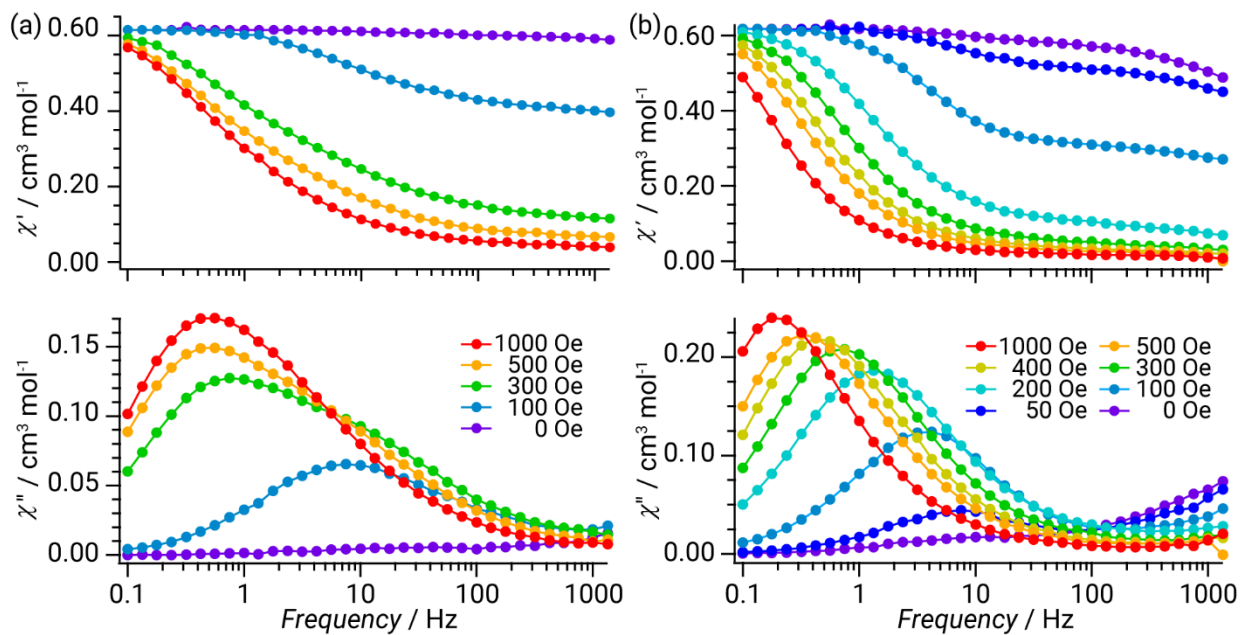 (a)
0.60
0.40
0.20
0.00
χ' / cm³ mol⁻¹
0.15
0.10
0.05
0.00
χ" / cm³ mol⁻¹
1000 Oe
500 Oe
300 Oe
100 Oe
0 Oe
0.1 1 10 100 1000
Frequency / Hz
(b)
0.60
0.40
0.20
0.00
χ′ / cm³ mol⁻¹
0.20
0.10
0.00
χ" / cm³ mol⁻¹
1000 Oe 500 Oe
400 Oe 300 Oe
200 Oe 100 Oe
50 Oe 0 Oe
0.1 1 10 100 1000
Frequency / Hz